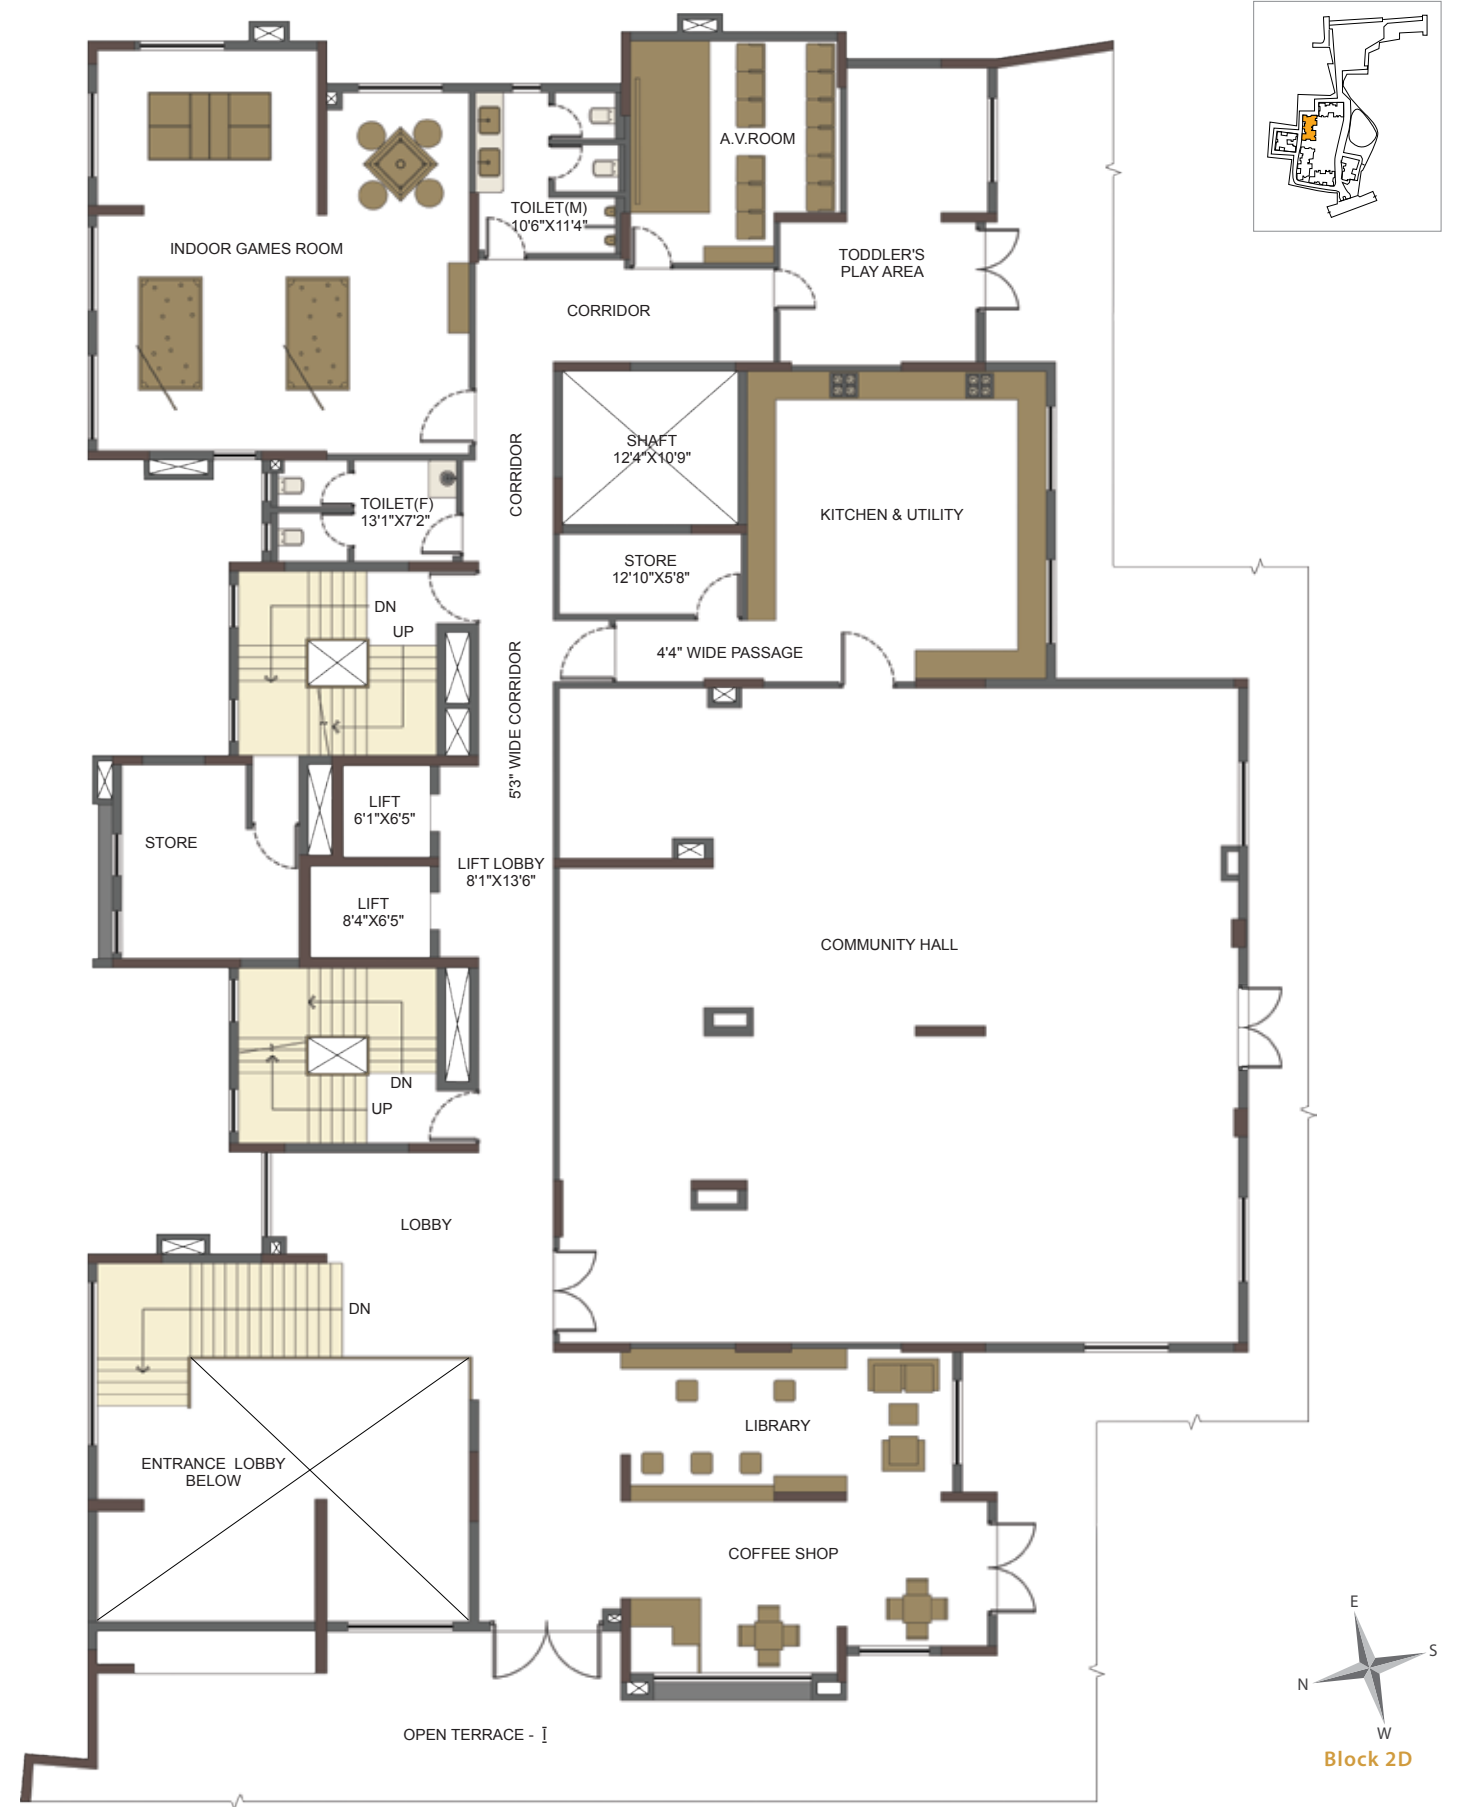 A.V.ROOM
TOILET(M)
10'6"X11'4"
INDOOR GAMES ROOM
TODDLER'S
PLAY AREA
CORRIDOR
CORRIDOR
SHAFT
12'4"X10'9"
TOILET(F)
13'1"X7'2"
KITCHEN & UTILITY
STORE
12'10"X5'8"
DN
UP
4'4" WIDE PASSAGE
5'3" WIDE CORRIDOR
LIFT
6'1"X6'5"
STORE
LIFT LOBBY
8'1"X13'6"
LIFT
8'4"X6'5"
COMMUNITY HALL
DN
UP
LOBBY
DN
LIBRARY
ENTRANCE LOBBY
BELOW
COFFEE SHOP
OPEN TERRACE - I
E
S
N
W
Block 2D